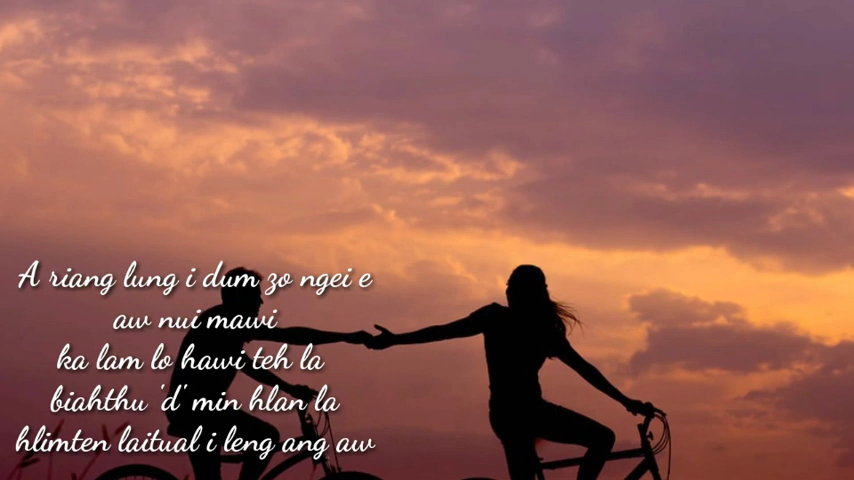 A riang lung i dum zo ngei e
aw nui mawi
ka lam lo hawi teh la
biahthu 'd' min hlan la
hlimten laitual i leng ang aw